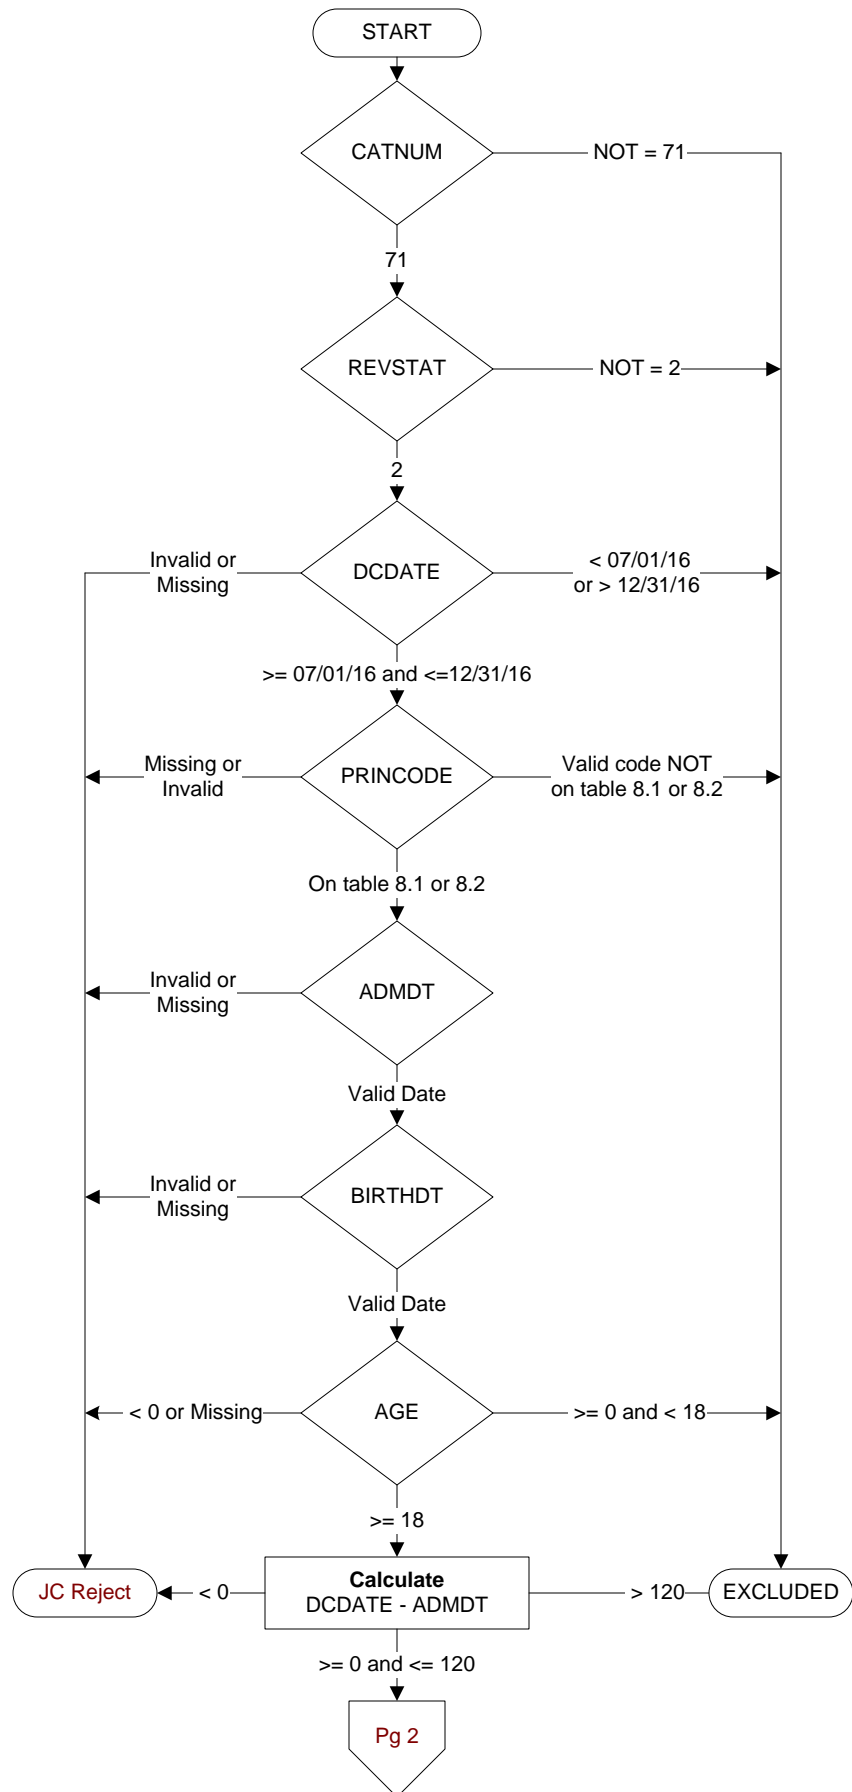 START
CATNUM
NOT = 71
71
REVSTAT
NOT = 2
2
Invalid or
Missing
DCDATE
< 07/01/16
or > 12/31/16
>= 07/01/16 and <=12/31/16
Missing or
Invalid
PRINCODE
Valid code NOT
on table 8.1 or 8.2
On table 8.1 or 8.2
Invalid or
Missing
ADMDT
Valid Date
Invalid or
Missing
BIRTHDT
Valid Date
< 0 or Missing
AGE
>= 0 and < 18
>= 18
JC Reject
< 0
Calculate
DCDATE - ADMDT
> 120
EXCLUDED
>= 0 and <= 120
Pg 2